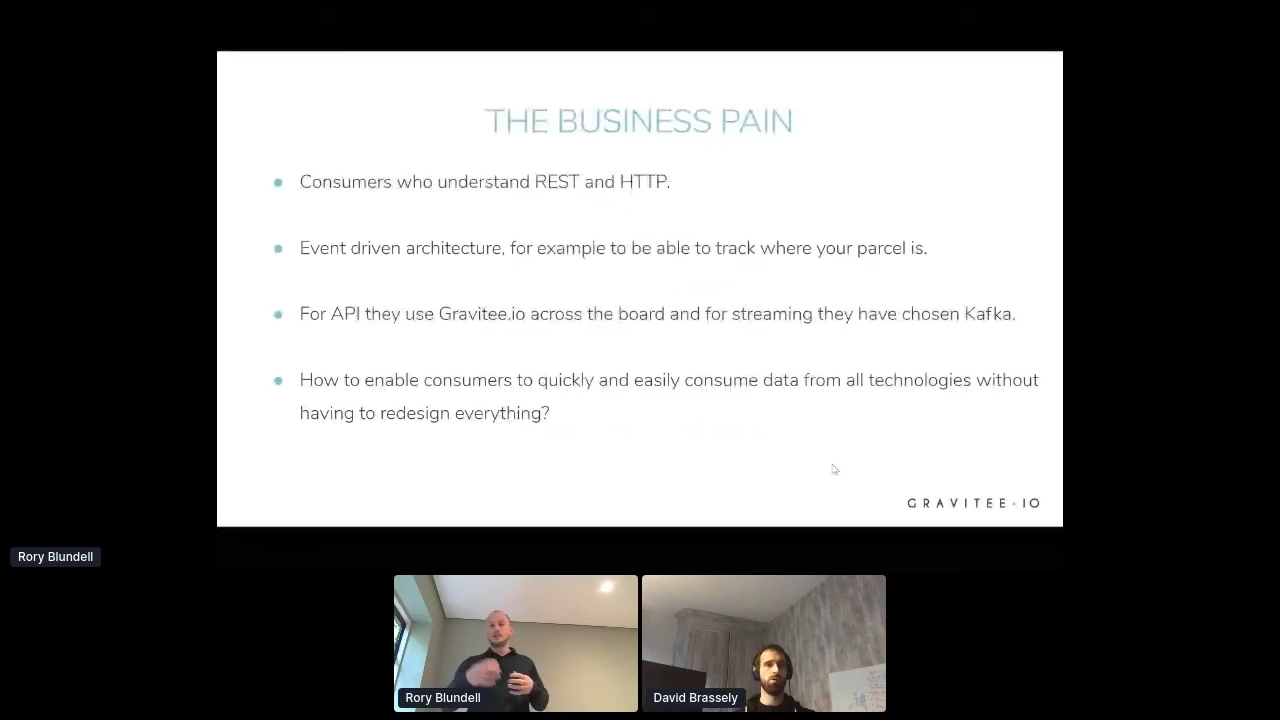 THE BUSINESS PAIN
Consumers who understand REST and HTTP.
Event driven architecture, for example to be able to track where your parcel is.
For API they use Gravitee.io across the board and for streaming they have chosen Kafka.
How to enable consumers to quickly and easily consume data from all technologies without
having to redesign everything?
GRAVITEE·IO
Rory Blundell
Rory Blundell
David Brassely